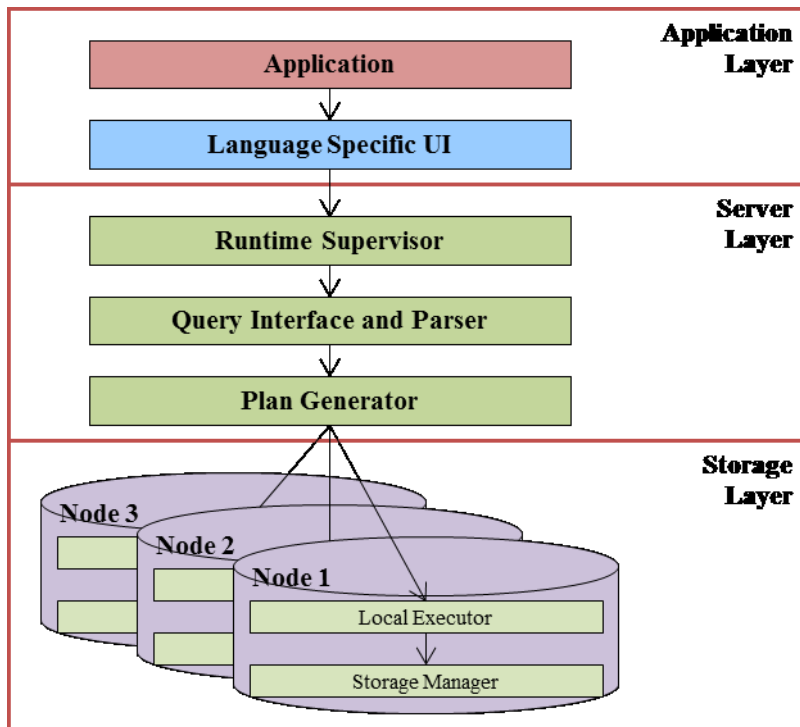 Application
Layer
Application
Language Specific UI
Server
Layer
Runtime Supervisor
Query Interface and Parser
Plan Generator
Storage
Layer
Node 3
Node 2
Node 1
Local Executor
Storage Manager